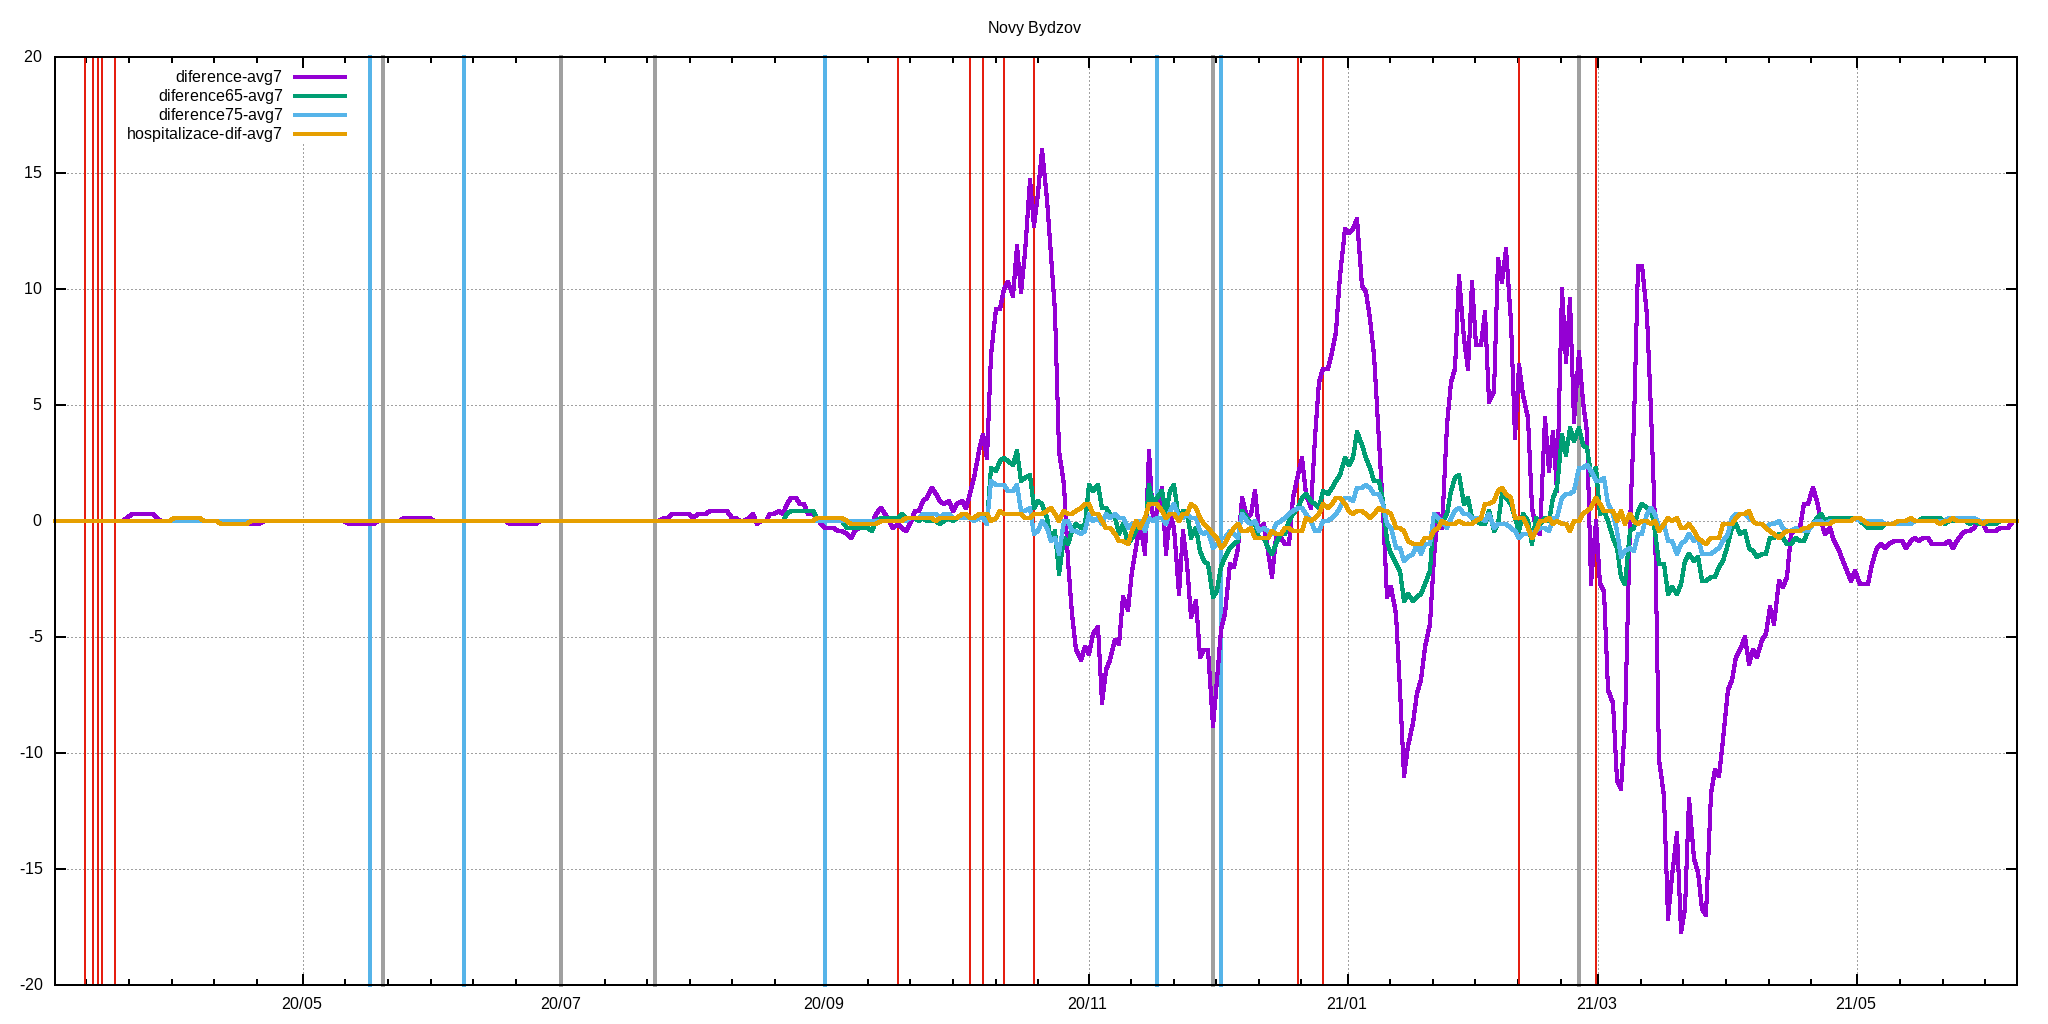 Novy Bydzov
diference-avg7
diference65-avg7
diference75-avg7
hospitalizace-dif-avg7
20
15
10
5
0
-5
-10
-15
-20
20/05 20/07 20/09 20/11 21/01 21/03 21/05